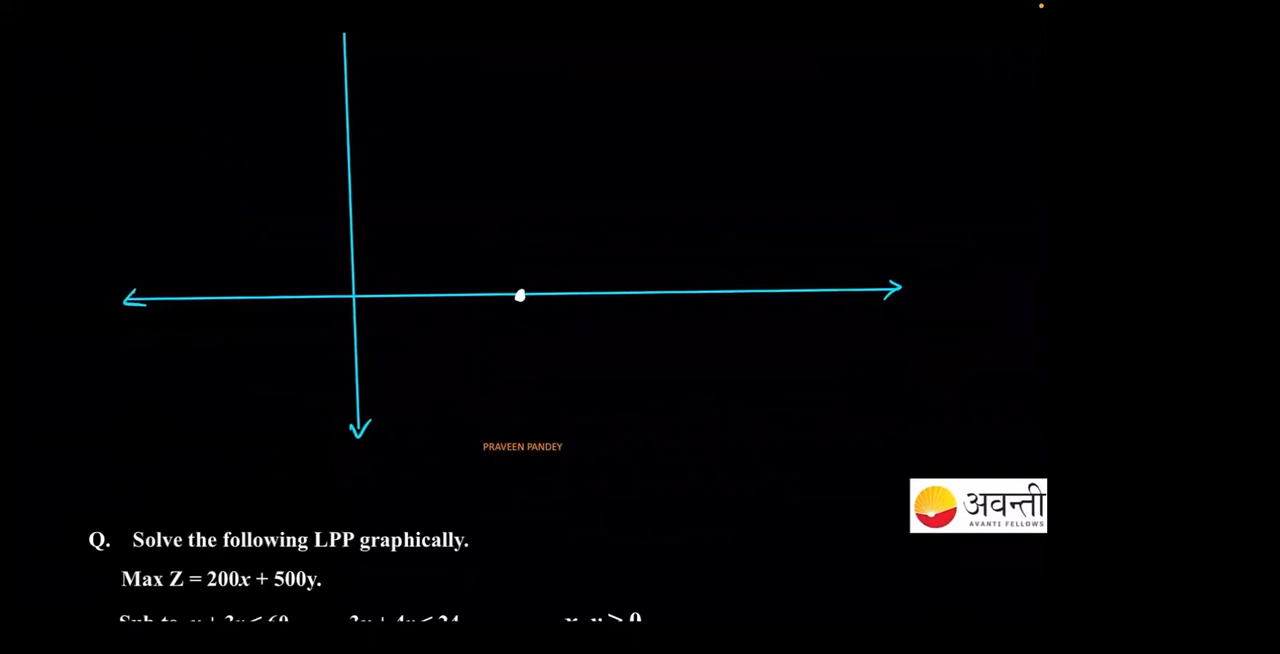 PRAVEEN PANDEY
अवन्ती
AVANTI FELLOWS
Q. Solve the following LPP graphically.
Max Z = 200x + 500y.